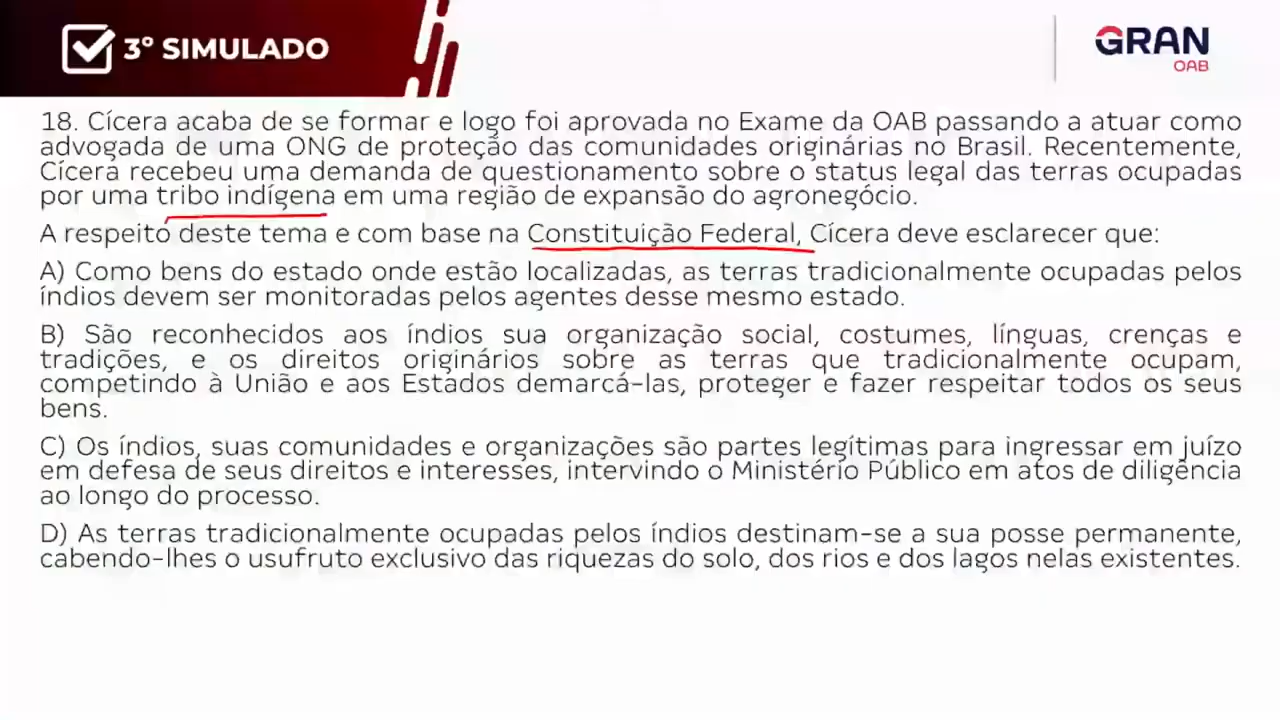 3º SIMULADO
GRAN
OAB
18. Cícera acaba de se formar e logo foi aprovada no Exame da OAB passando a atuar como
advogada de uma ONG de proteção das comunidades originárias no Brasil. Recentemente,
Cícera recebeu uma demanda de questionamento sobre o status legal das terras ocupadas
por uma tribo indígena em uma região de expansão do agronegócio.
A respeito deste tema e com base na Constituição Federal, Cícera deve esclarecer que:
A) Como bens do estado onde estão localizadas, as terras tradicionalmente ocupadas pelos
índios devem ser monitoradas pelos agentes desse mesmo estado.
B) São reconhecidos aos índios sua organização social, costumes, línguas, crenças e
tradições, e os direitos originários sobre as terras que tradicionalmente ocupam,
competindo à União e aos Estados demarcá-las, proteger e fazer respeitar todos os seus
bens.
C) Os índios, suas comunidades e organizações são partes legítimas para ingressar em juízo
em defesa de seus direitos e interesses, intervindo o Ministério Público em atos de diligência
ao longo do processo.
D) As terras tradicionalmente ocupadas pelos índios destinam-se a sua posse permanente,
cabendo-lhes o usufruto exclusivo das riquezas do solo, dos rios e dos lagos nelas existentes.